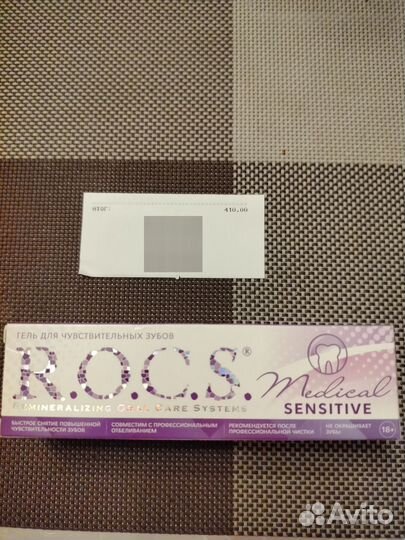 ИТОГ: 410.00
ГЕЛЬ ДЛЯ ЧУВСТВИТЕЛЬНЫХ ЗУБОВ
R.O.C.S.®
Medical
SENSITIVE
REMINERALIZING ORAL CARE SYSTEMS
БЫСТРОЕ СНЯТИЕ ПОВЫШЕННОЙ
ЧУВСТВИТЕЛЬНОСТИ ЗУБОВ
СОВМЕСТИМ С ПРОФЕССИОНАЛЬНЫМ
ОТБЕЛИВАНИЕМ
РЕКОМЕНДУЕТСЯ ПОСЛЕ
ПРОФЕССИОНАЛЬНОЙ ЧИСТКИ
НЕ ОКРАШИВАЕТ
ЗУБЫ
18+
Avito